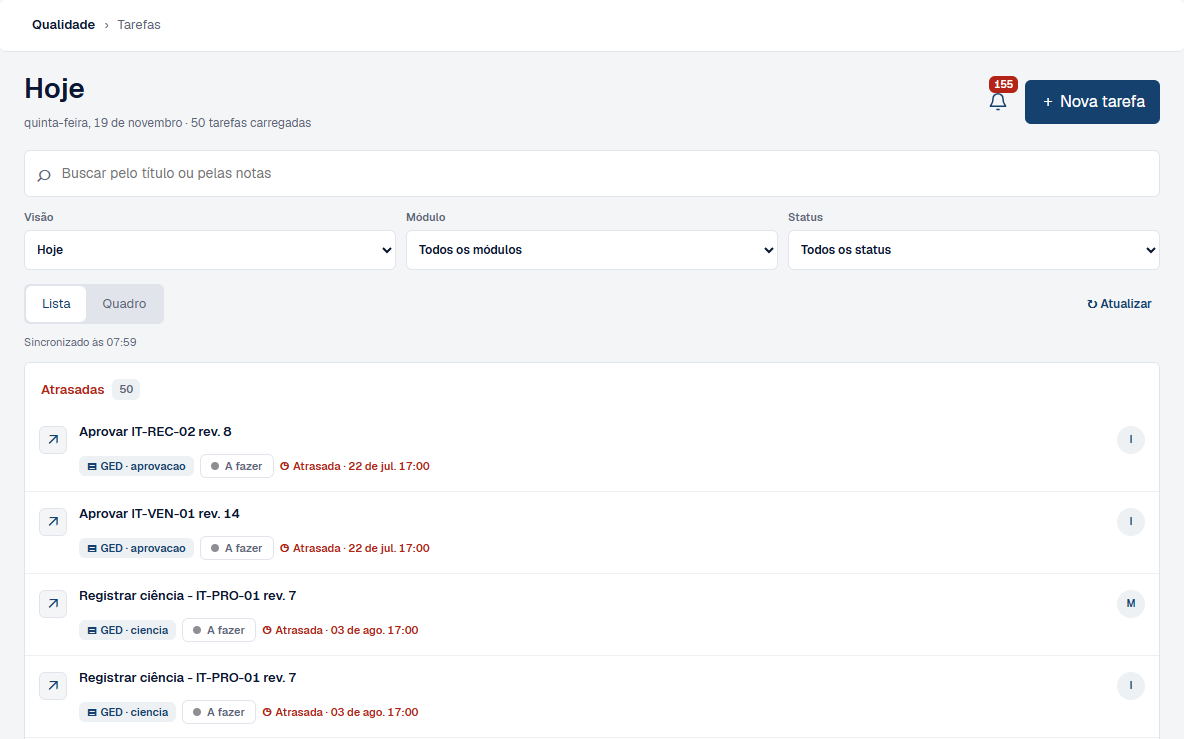 Qualidade › Tarefas
Hoje
quinta-feira, 19 de novembro · 50 tarefas carregadas
155
+ Nova tarefa
Buscar pelo título ou pelas notas
Visão
Módulo
Status
Hoje
Todos os módulos
Todos os status
Lista
Quadro
↻ Atualizar
Sincronizado às 07:59
Atrasadas 50
Aprovar IT-REC-02 rev. 8
I
GED · aprovacao
A fazer
Atrasada · 22 de jul. 17:00
Aprovar IT-VEN-01 rev. 14
I
GED · aprovacao
A fazer
Atrasada · 22 de jul. 17:00
Registrar ciência - IT-PRO-01 rev. 7
M
GED · ciencia
A fazer
Atrasada · 03 de ago. 17:00
Registrar ciência - IT-PRO-01 rev. 7
I
GED · ciencia
A fazer
Atrasada · 03 de ago. 17:00